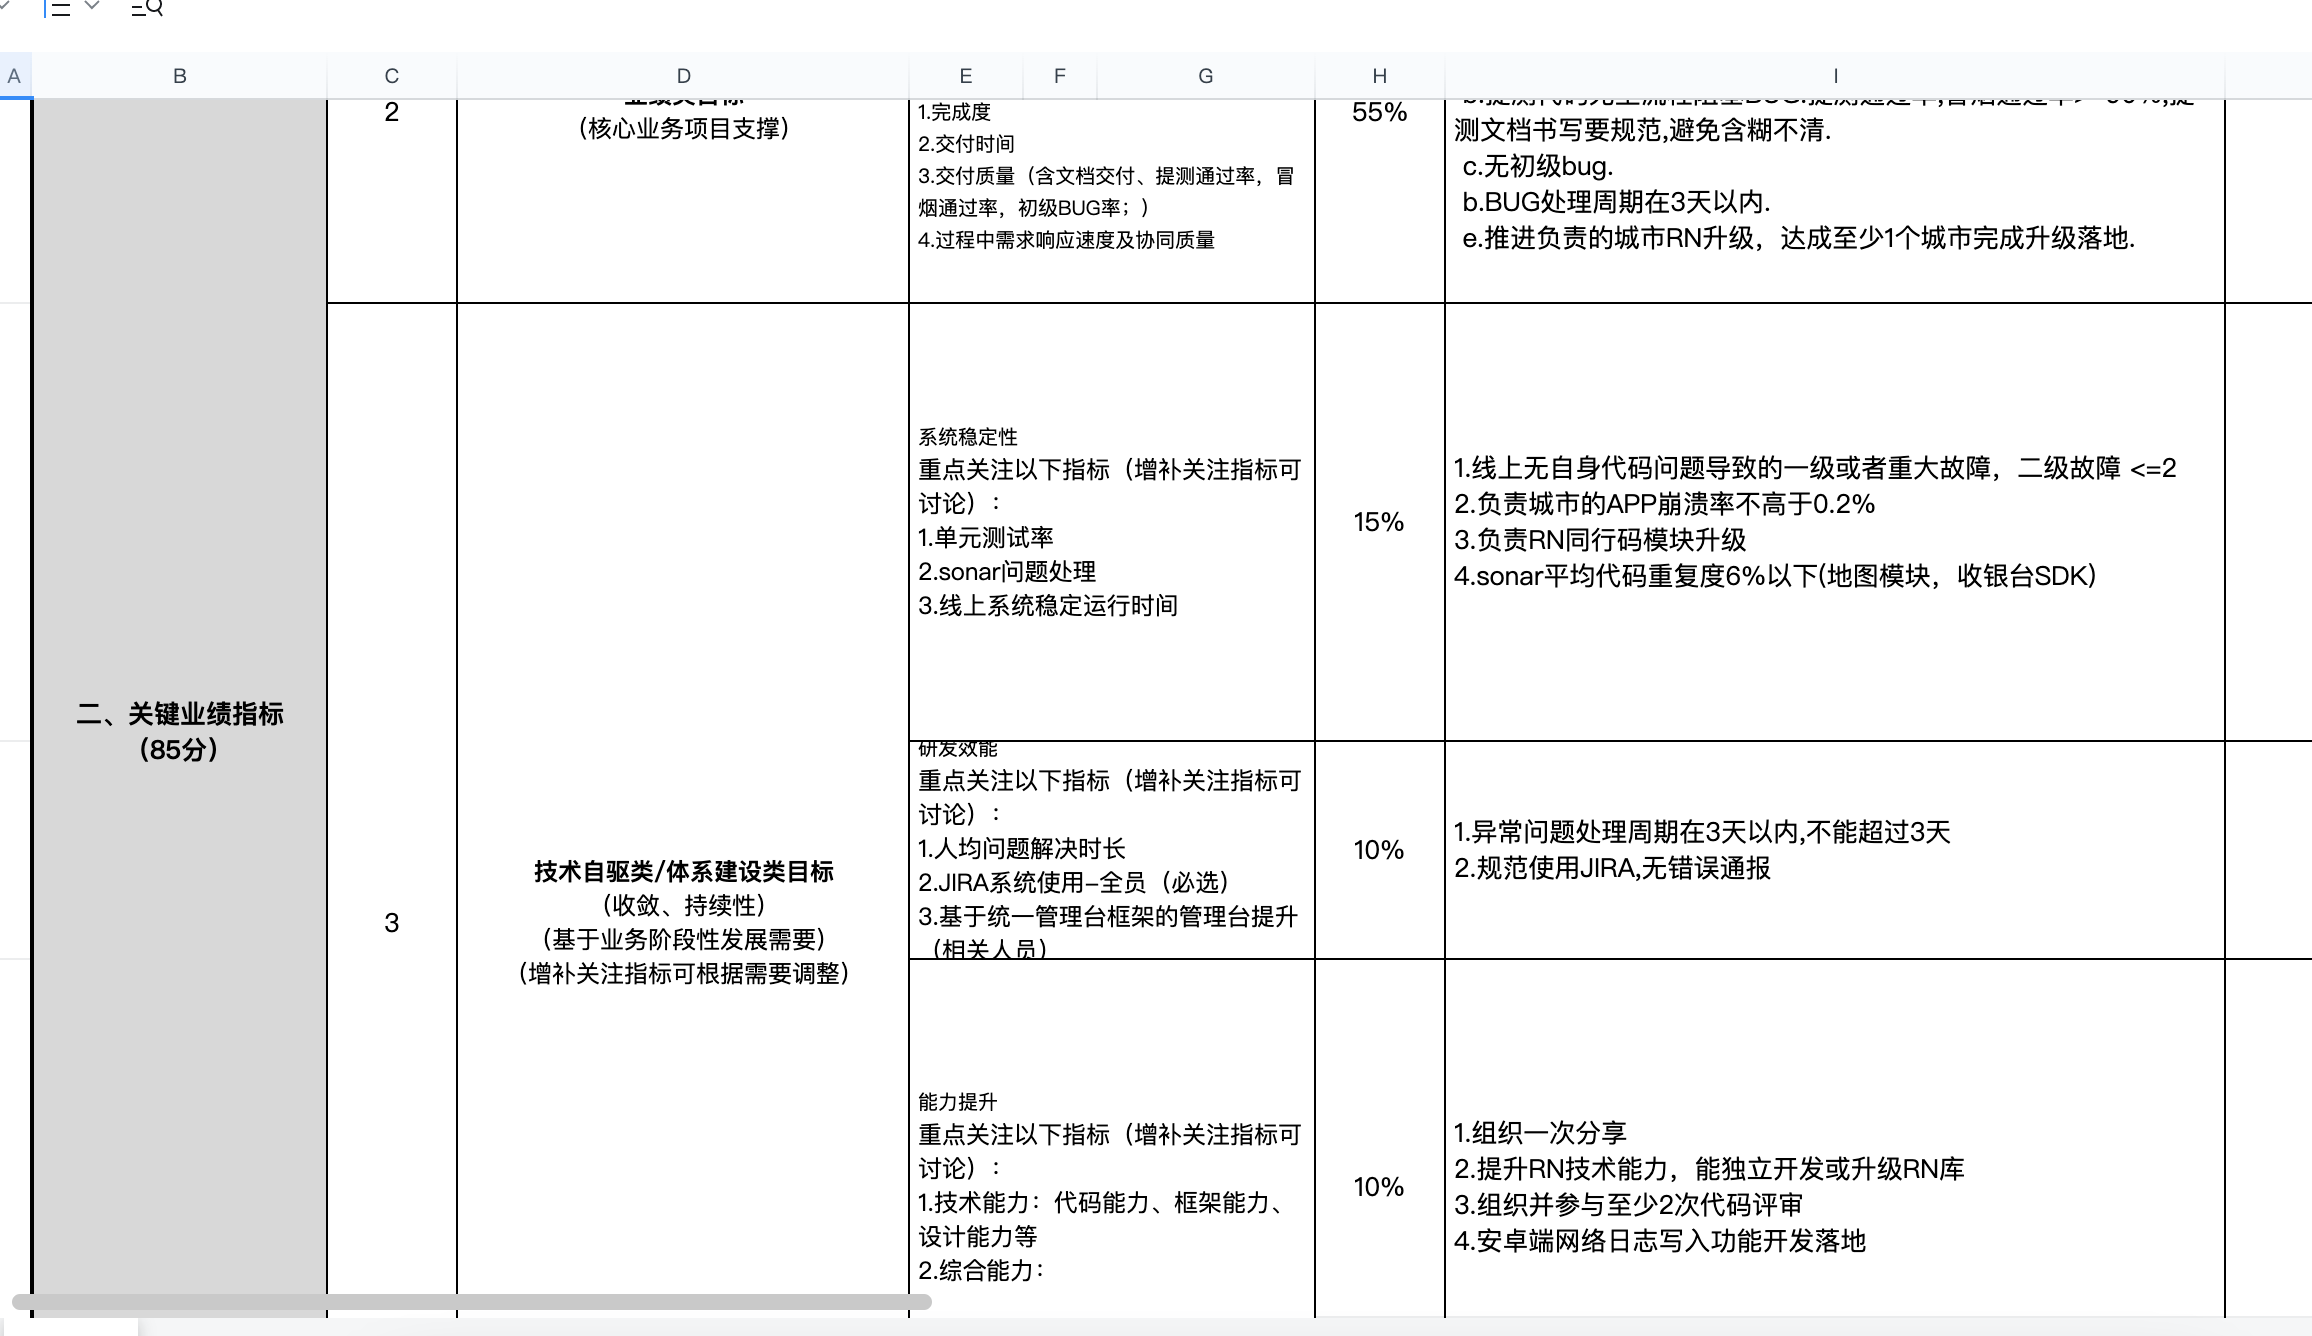 A
B
C
D
E
F
G
H
I
2
业绩类目标
（核心业务项目支撑）
1.完成度
2.交付时间
3.交付质量（含文档交付、提测通过率，冒
烟通过率，初级BUG率；）
4.过程中需求响应速度及协同质量
55%
测文档书写要规范,避免含糊不清.
c.无初级bug.
b.BUG处理周期在3天以内.
e.推进负责的城市RN升级，达成至少1个城市完成升级落地.
二、关键业绩指标
（85分）
3
技术自驱类/体系建设类目标
（收敛、持续性）
（基于业务阶段性发展需要）
（增补关注指标可根据需要调整）
系统稳定性
重点关注以下指标（增补关注指标可
讨论）：
1.单元测试率
2.sonar问题处理
3.线上系统稳定运行时间
15%
1.线上无自身代码问题导致的一级或者重大故障，二级故障 <=2
2.负责城市的APP崩溃率不高于0.2%
3.负责RN同行码模块升级
4.sonar平均代码重复度6%以下(地图模块，收银台SDK)
研发效能
重点关注以下指标（增补关注指标可
讨论）：
1.人均问题解决时长
2.JIRA系统使用-全员（必选）
3.基于统一管理台框架的管理台提升
（相关人员）
10%
1.异常问题处理周期在3天以内,不能超过3天
2.规范使用JIRA,无错误通报
能力提升
重点关注以下指标（增补关注指标可
讨论）：
1.技术能力：代码能力、框架能力、
设计能力等
2.综合能力：
10%
1.组织一次分享
2.提升RN技术能力，能独立开发或升级RN库
3.组织并参与至少2次代码评审
4.安卓端网络日志写入功能开发落地